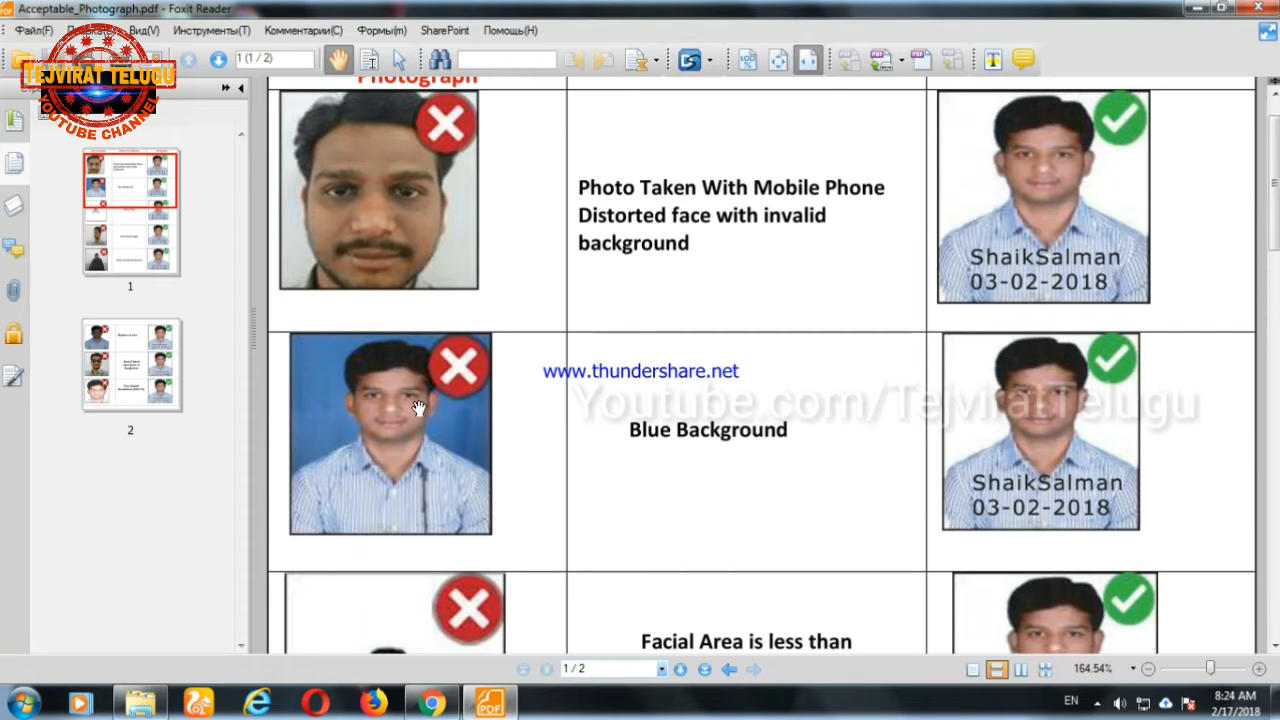 Acceptable_Photograph.pdf - Foxit Reader
Файл(F)
Вид(V)
Инструменты(T)
Комментарии(C)
Формы(m)
SharePoint
Помощь(H)
1 (1 / 2)
TEJVIRAT TELUGU
YOUTUBE CHANNEL
Photograph
Photo Taken With Mobile Phone
Distorted face with invalid
background
ShaikSalman
03-02-2018
www.thundershare.net
Youtube.com/TejviratTelugu
Blue Background
ShaikSalman
03-02-2018
Facial Area is less than
1
2
1 / 2
164.54%
PDF
EN
8:24 AM
2/17/2018